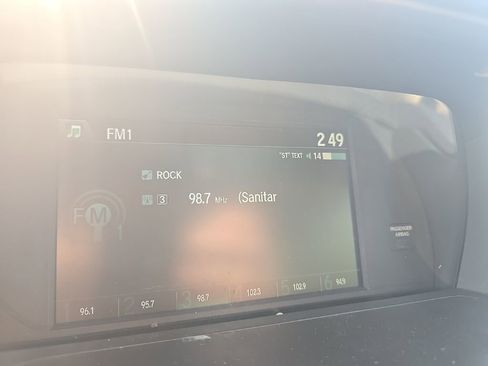 FM1
2 49
"ST" TEXT 14
ROCK
3 98.7 MHz (Sanitar
FM 1
PASSENGER
AIRBAG
1 2 3 4 5 6
96.1 95.7 98.7 102.3 102.9 94.9